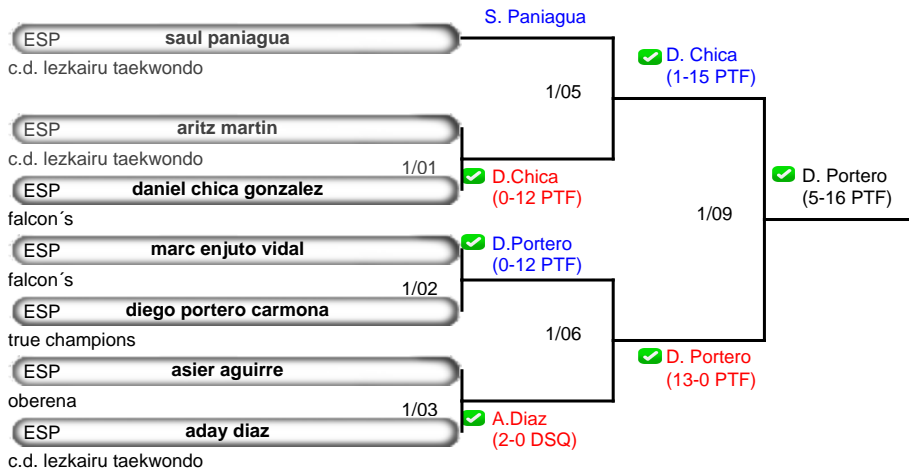 S. Paniagua
ESP saul paniagua
c.d. lezkairu taekwondo
D. Chica
(1-15 PTF)
1/05
ESP aritz martin
c.d. lezkairu taekwondo
1/01
ESP daniel chica gonzalez
D.Chica
(0-12 PTF)
falcon´s
D. Portero
(5-16 PTF)
1/09
ESP marc enjuto vidal
D.Portero
(0-12 PTF)
falcon´s
1/02
ESP diego portero carmona
true champions
1/06
ESP asier aguirre
D. Portero
(13-0 PTF)
oberena
1/03
ESP aday diaz
A.Diaz
(2-0 DSQ)
c.d. lezkairu taekwondo